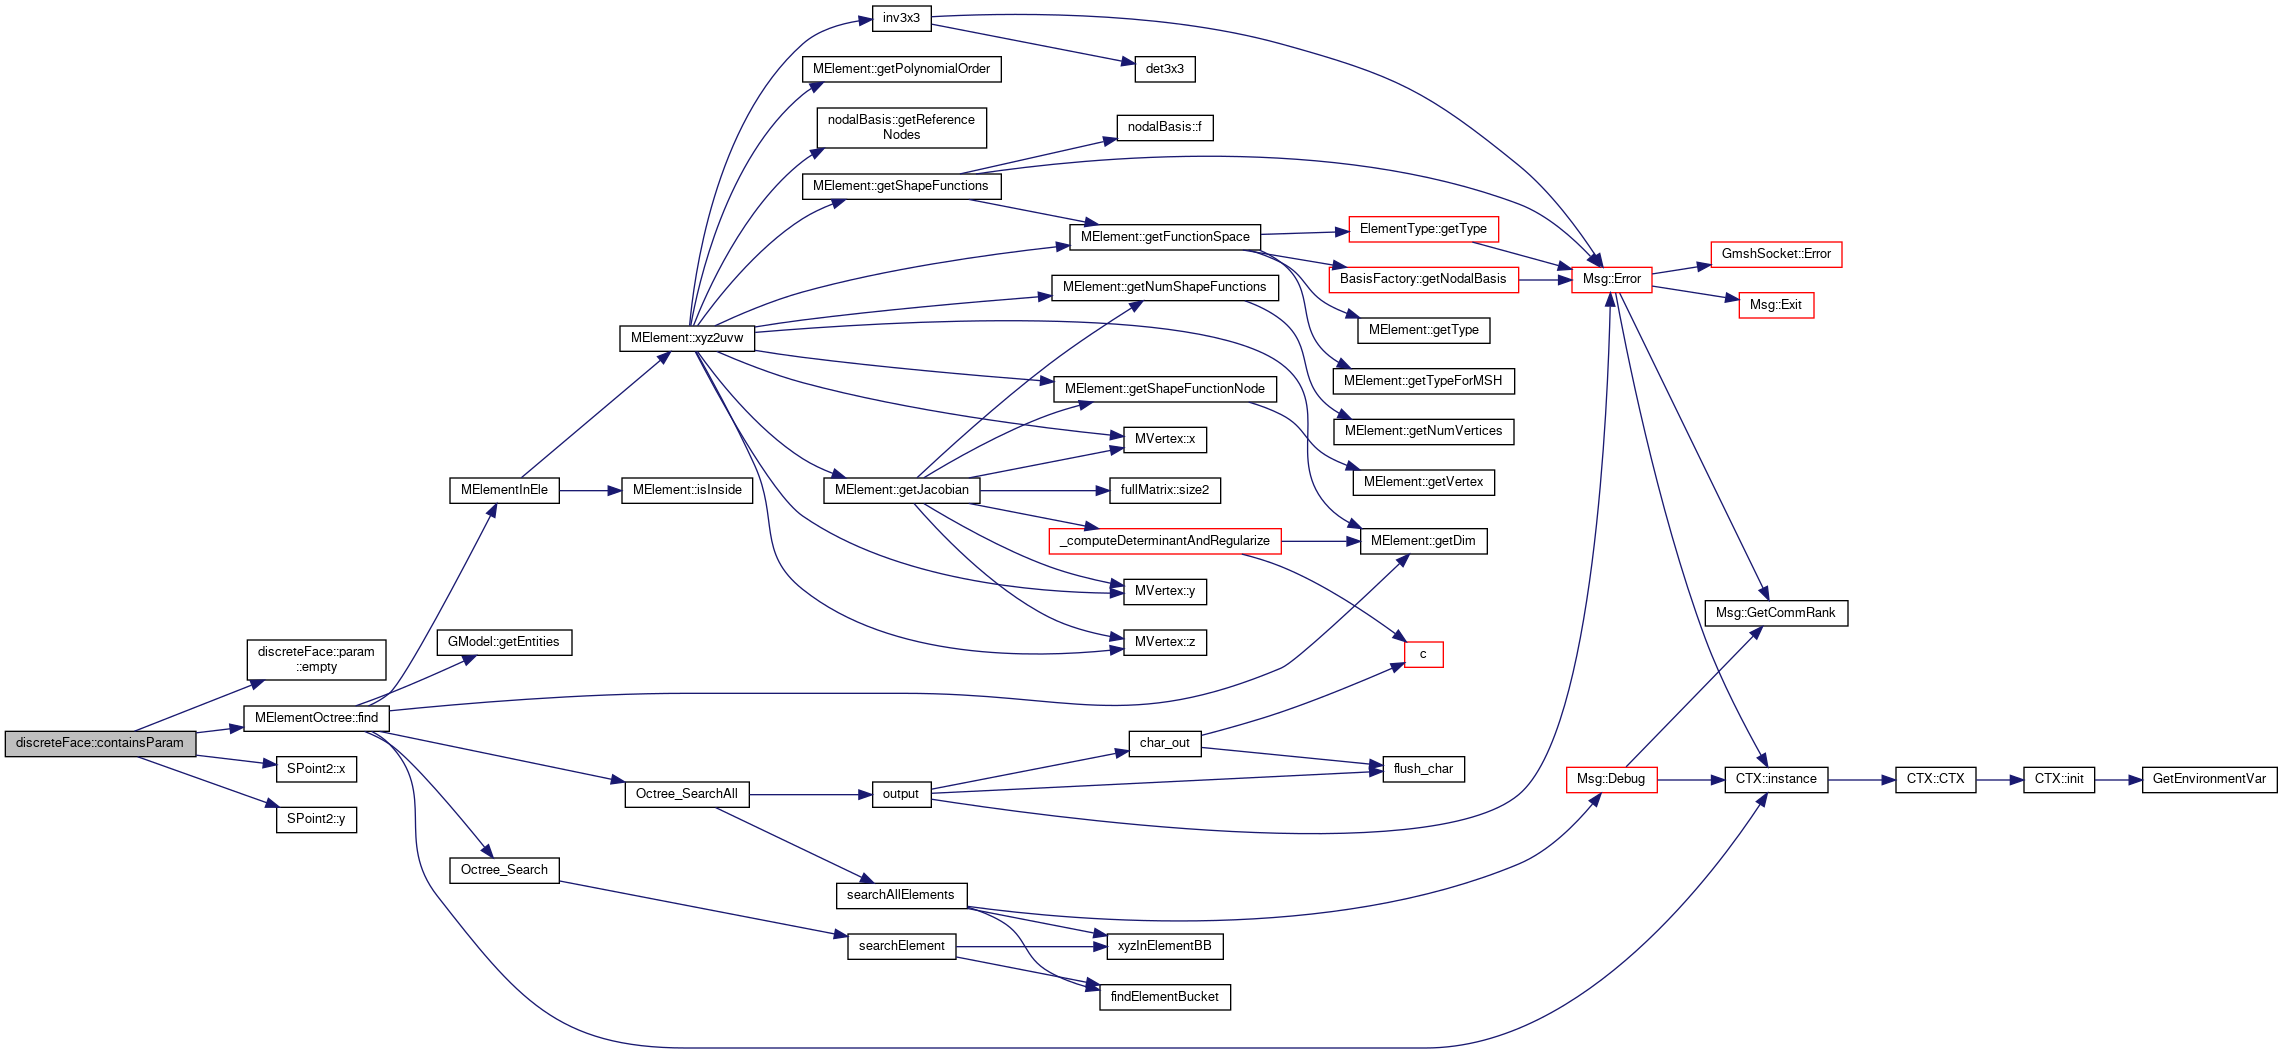 inv3x3
MElement::getPolynomialOrder
det3x3
nodalBasis::getReference
Nodes
nodalBasis::f
MElement::getShapeFunctions
MElement::getFunctionSpace
ElementType::getType
GmshSocket::Error
BasisFactory::getNodalBasis
Msg::Error
MElement::getNumShapeFunctions
Msg::Exit
MElement::xyz2uvw
MElement::getType
MElement::getShapeFunctionNode
MElement::getTypeForMSH
MVertex::x
MElement::getNumVertices
MElementInEle
MElement::isInside
MElement::getJacobian
fullMatrix::size2
MElement::getVertex
_computeDeterminantAndRegularize
MElement::getDim
MVertex::y
Msg::GetCommRank
discreteFace::param
::empty
GModel::getEntities
MVertex::z
c
MElementOctree::find
discreteFace::containsParam
char_out
SPoint2::x
flush_char
Octree_SearchAll
output
Msg::Debug
CTX::instance
CTX::CTX
CTX::init
GetEnvironmentVar
SPoint2::y
Octree_Search
searchAllElements
searchElement
xyzInElementBB
findElementBucket